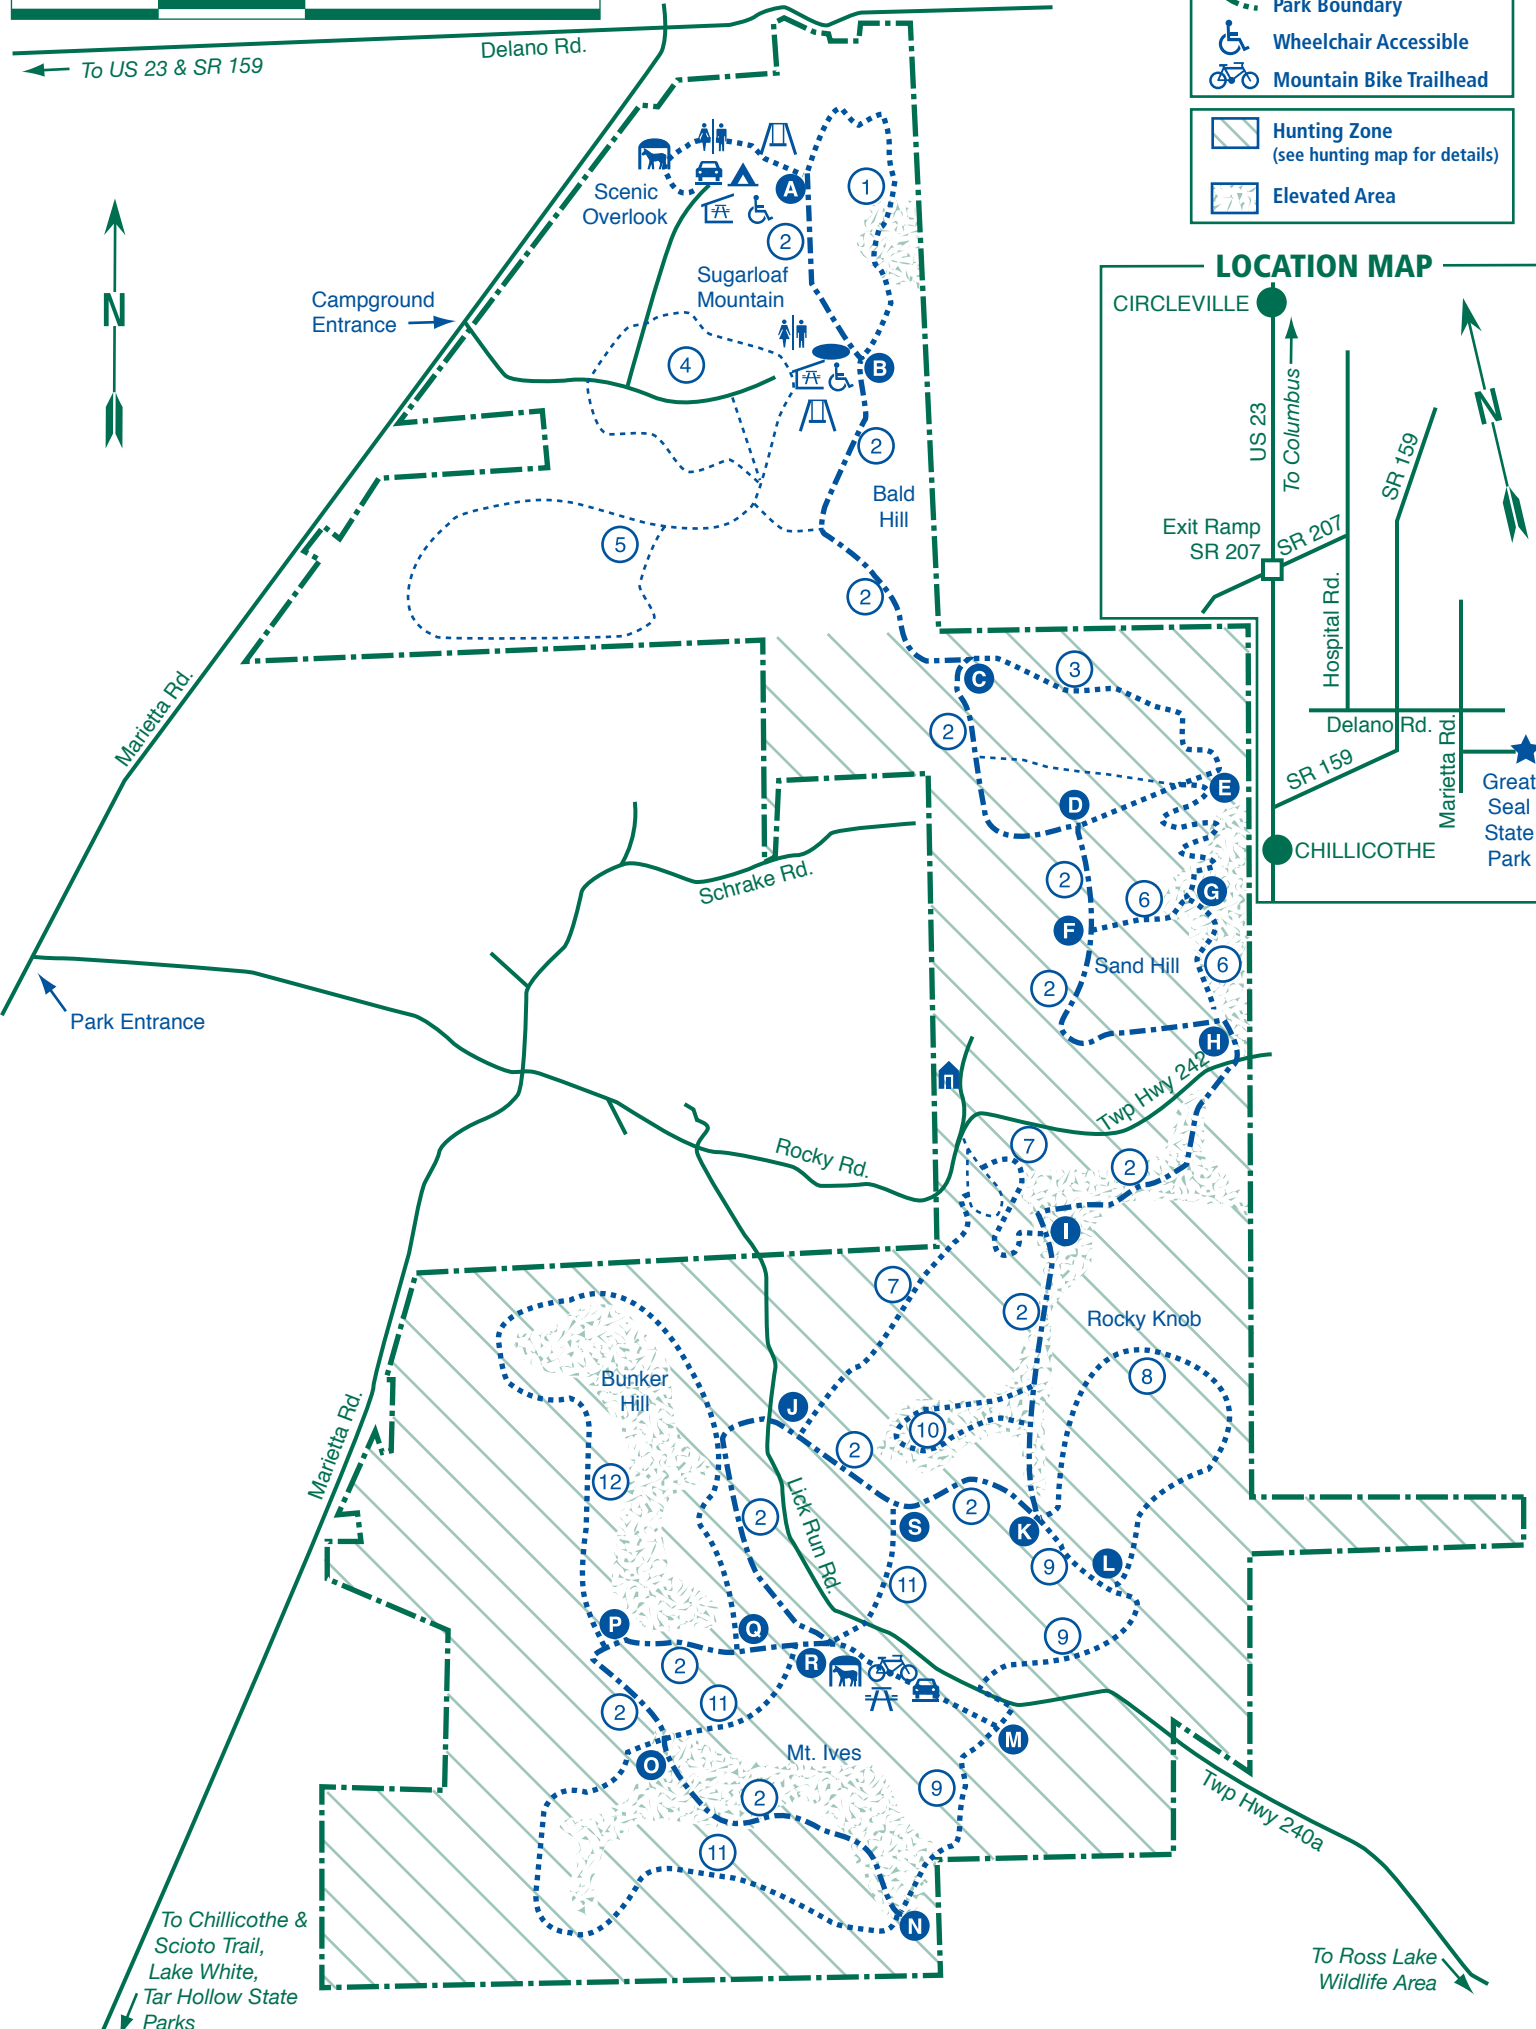 Park Boundary
Wheelchair Accessible
Mountain Bike Trailhead
Hunting Zone
(see hunting map for details)
Elevated Area
Delano Rd.
To US 23 & SR 159
Scenic
Overlook
A
1
2
Sugarloaf
Mountain
Campground
Entrance
N
4
B
2
Bald
Hill
5
2
LOCATION MAP
CIRCLEVILLE
US 23
To Columbus
N
SR 159
Exit Ramp
SR 207
SR 207
Hospital Rd.
Delano Rd.
Marietta Rd.
SR 159
Great
Seal
State
Park
CHILLICOTHE
Marietta Rd.
C
3
2
D
E
2
6
G
F
Sand Hill
6
2
H
Schrake Rd.
Park Entrance
Twp Hwy 242
7
2
Rocky Rd.
I
7
2
Rocky Knob
8
Bunker
Hill
J
10
2
12
Marietta Rd.
2
Lick Run Rd.
S
2
K
9
L
11
P
Q
9
2
R
2
11
M
O
Mt. Ives
2
9
11
N
Twp Hwy 240a
To Chillicothe &
Scioto Trail,
Lake White,
Tar Hollow State
Parks
To Ross Lake
Wildlife Area